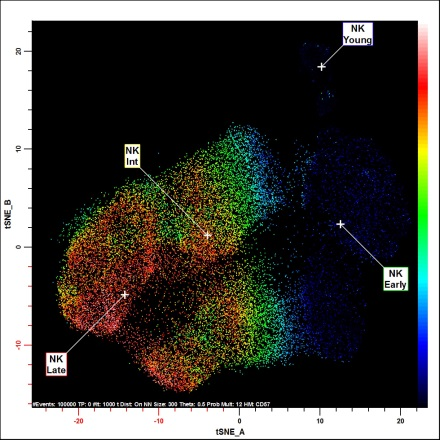 NK
Young
20
NK
Int
10
tSNE_B
0
NK
Early
-10
NK
Late
#Events: 100000 TP: 0 #It: 1000 t Dist: On NN Size: 300 Theta: 0.5 Prob Mult: 12 HM: CD57
-20 -10 0 10 20
tSNE_A